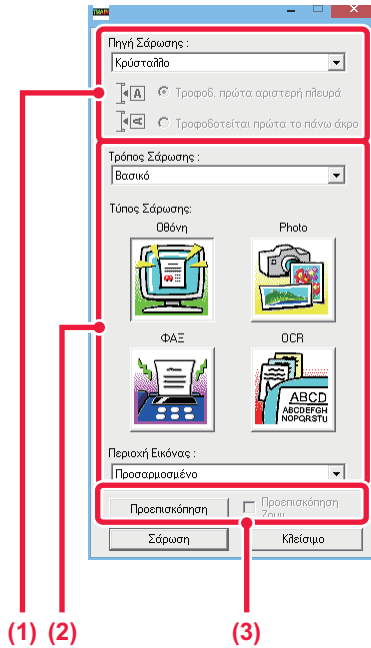 Πηγή Σάρωσης :
Κρύσταλλο
A Τροφοδ. πρώτα αριστερή πλευρά
A Τροφοδοτείται πρώτα το πάνω άκρο
Τρόπος Σάρωσης :
Βασικό
Τύπος Σάρωσης:
Οθόνη Photo
ΦΑΞ OCR
ABCD
ABCDEFGH
NOPQRSTU
Περιοχή Εικόνας :
Προσαρμοσμένο
Προεπισκόπηση Προεπισκόπηση
Ζουμ
Σάρωση Κλείσιμο
(1) (2) (3)